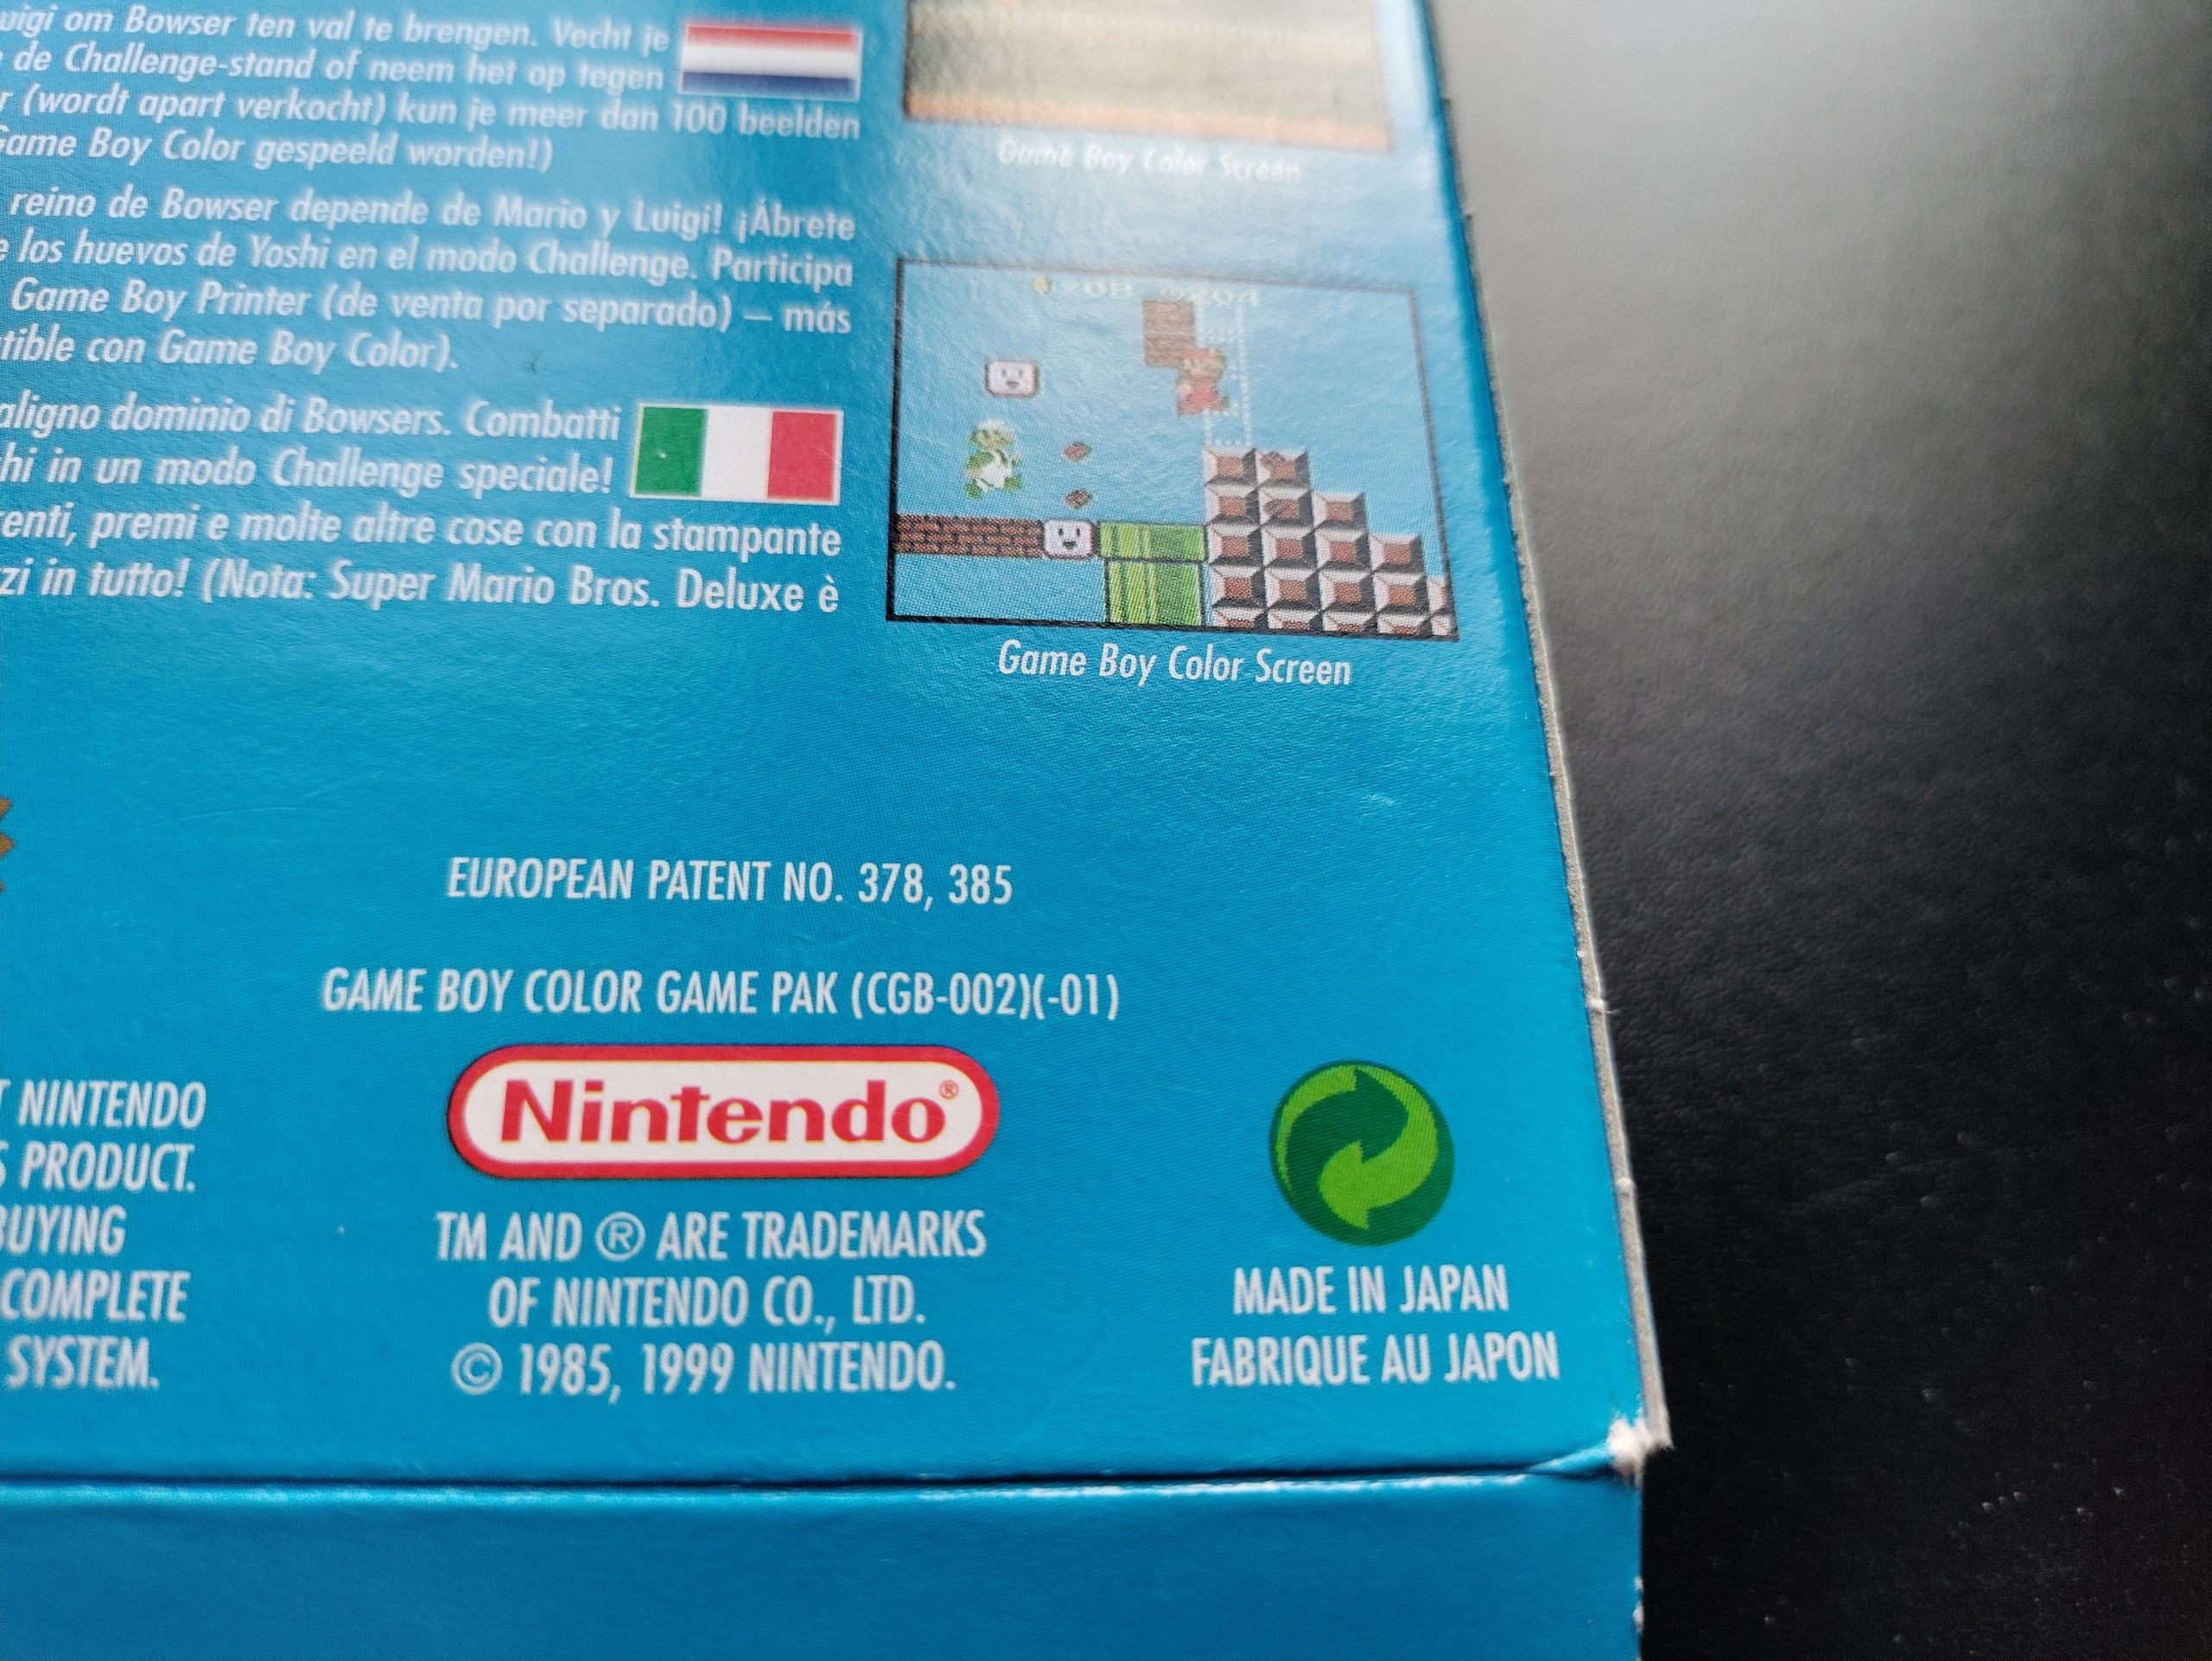 uigi om Bowser ten val te brengen. Vecht je
de Challenge-stand of neem het op tegen
r (wordt apart verkocht) kun je meer dan 100 beelden
Game Boy Color gespeeld worden!)
reino de Bowser depende de Mario y Luigi! ¡Ábrete
e los huevos de Yoshi en el modo Challenge. Participa
Game Boy Printer (de venta por separado) – más
tible con Game Boy Color).
aligno dominio di Bowsers. Combatti
hi in un modo Challenge speciale!
enti, premi e molte altre cose con la stampante
zi in tutto! (Nota: Super Mario Bros. Deluxe è
Game Boy Color Screen
x08 204
Game Boy Color Screen
EUROPEAN PATENT NO. 378, 385
GAME BOY COLOR GAME PAK (CGB-002)(-01)
T NINTENDO
S PRODUCT.
BUYING
COMPLETE
SYSTEM.
Nintendo®
TM AND ® ARE TRADEMARKS
OF NINTENDO CO., LTD.
© 1985, 1999 NINTENDO.
MADE IN JAPAN
FABRIQUE AU JAPON